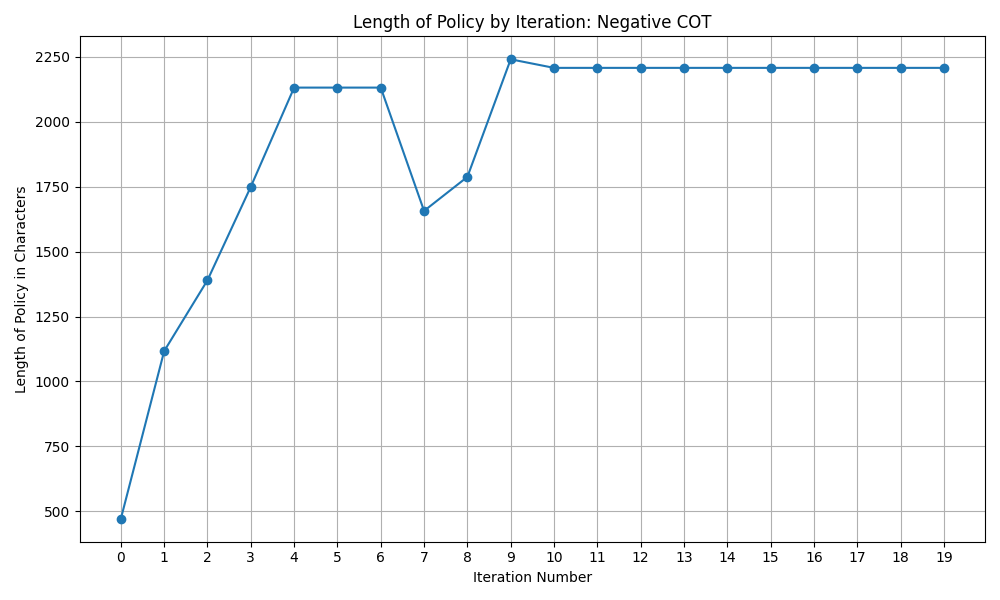 Length of Policy by Iteration: Negative COT
Length of Policy in Characters
2250
2000
1750
1500
1250
1000
750
500
0 1 2 3 4 5 6 7 8 9 10 11 12 13 14 15 16 17 18 19
Iteration Number